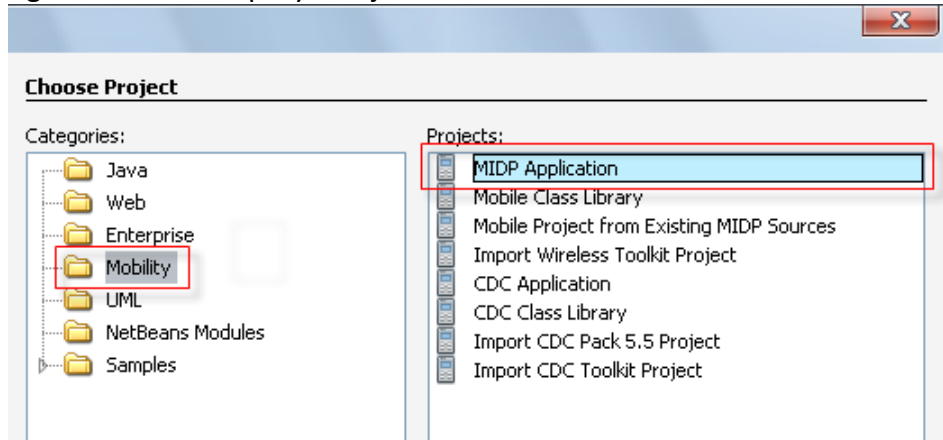 Choose Project
Categories:
Java
Web
Enterprise
Mobility
UML
NetBeans Modules
Samples
Projects:
MIDP Application
Mobile Class Library
Mobile Project from Existing MIDP Sources
Import Wireless Toolkit Project
CDC Application
CDC Class Library
Import CDC Pack 5.5 Project
Import CDC Toolkit Project